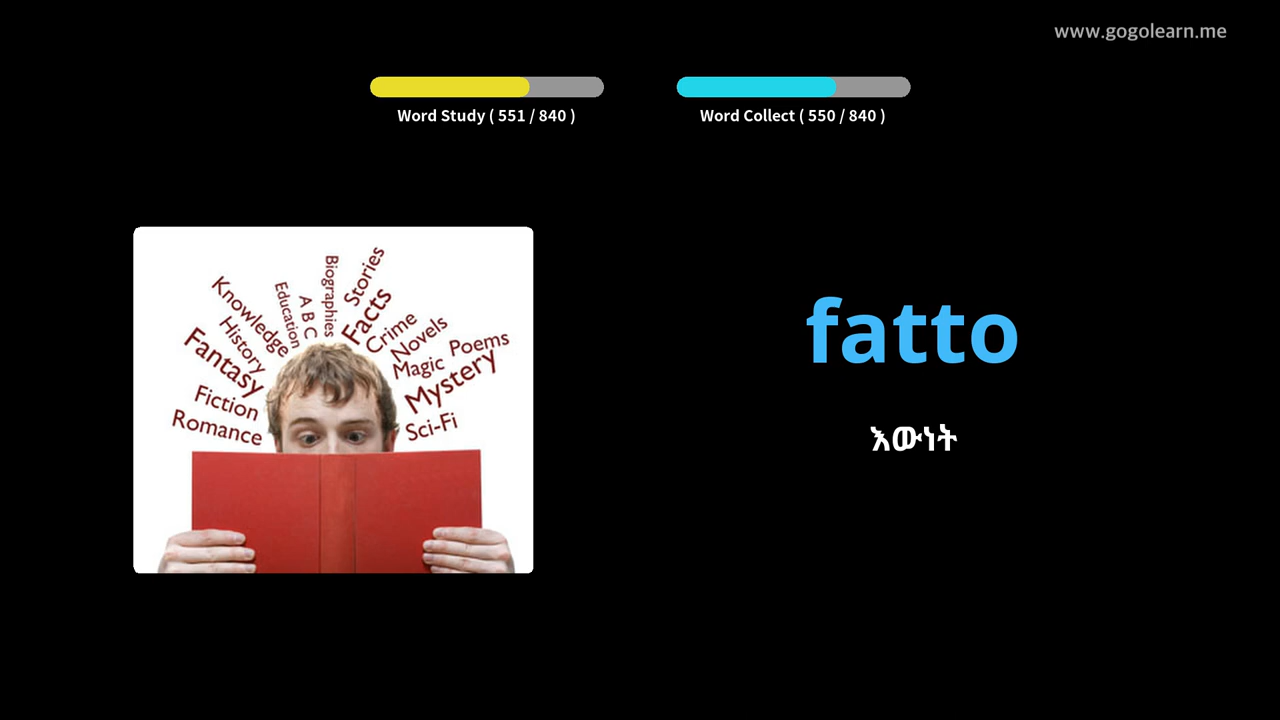 www.gogolearn.me
Word Study ( 551 / 840 )
Word Collect ( 550 / 840 )
Knowledge
History
Fantasy
Fiction
Romance
Education
A B C
Biographies
Stories
Facts
Crime
Novels
Magic
Poems
Mystery
Sci-Fi
fatto
እውነት